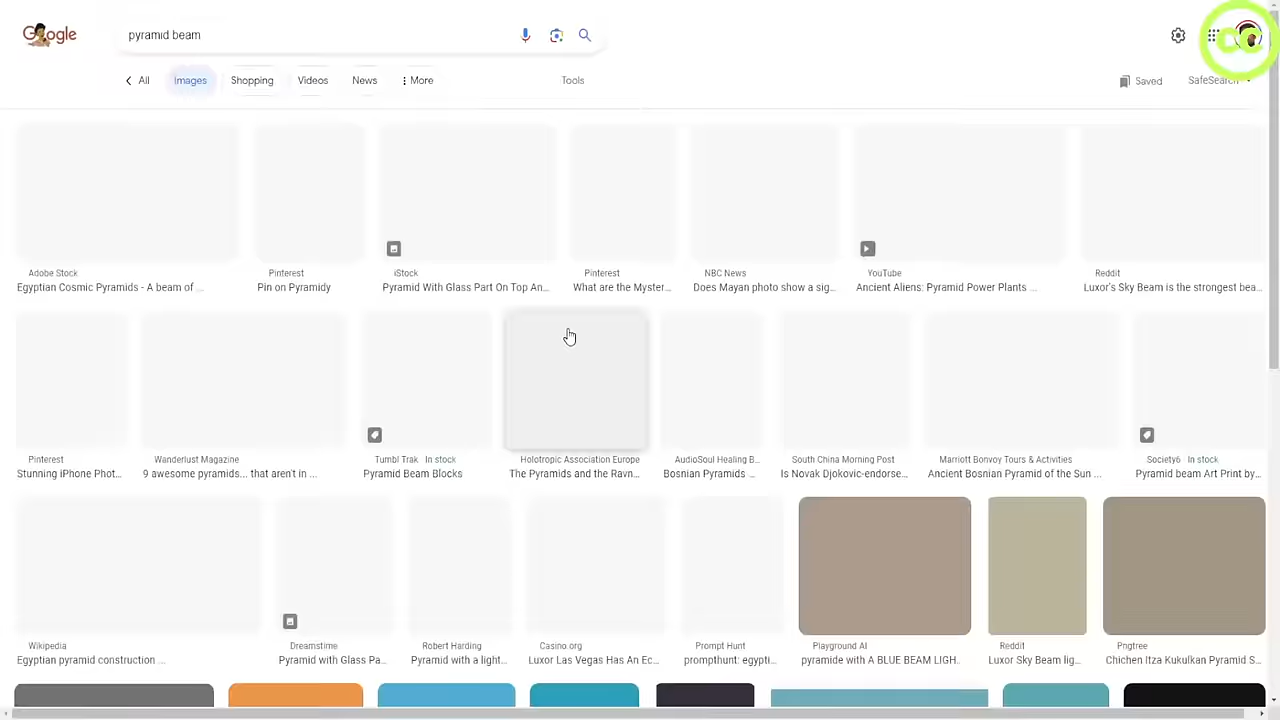 Google
pyramid beam
All Images Shopping Videos News More Tools
Saved SafeSearch
Adobe Stock
Egyptian Cosmic Pyramids - A beam of ...
Pinterest
Pin on Pyramidy
iStock
Pyramid With Glass Part On Top An...
Pinterest
What are the Myster...
NBC News
Does Mayan photo show a sig...
YouTube
Ancient Aliens: Pyramid Power Plants ...
Reddit
Luxor's Sky Beam is the strongest bea...
Pinterest
Stunning iPhone Phot...
Wanderlust Magazine
9 awesome pyramids... that aren't in ...
Tumbl Trak In stock
Pyramid Beam Blocks
Holotropic Association Europe
The Pyramids and the Ravn...
AudioSoul Healing B...
Bosnian Pyramids ...
South China Morning Post
Is Novak Djokovic-endorse...
Marriott Bonvoy Tours & Activities
Ancient Bosnian Pyramid of the Sun ...
Society6 In stock
Pyramid beam Art Print by...
Wikipedia
Egyptian pyramid construction ...
Dreamstime
Pyramid with Glass Pa...
Robert Harding
Pyramid with a light...
Casino.org
Luxor Las Vegas Has An Ec...
Prompt Hunt
prompthunt: egypti...
Playground AI
pyramide with A BLUE BEAM LIGH...
Reddit
Luxor Sky Beam lig...
Pngtree
Chichen Itza Kukulkan Pyramid S...